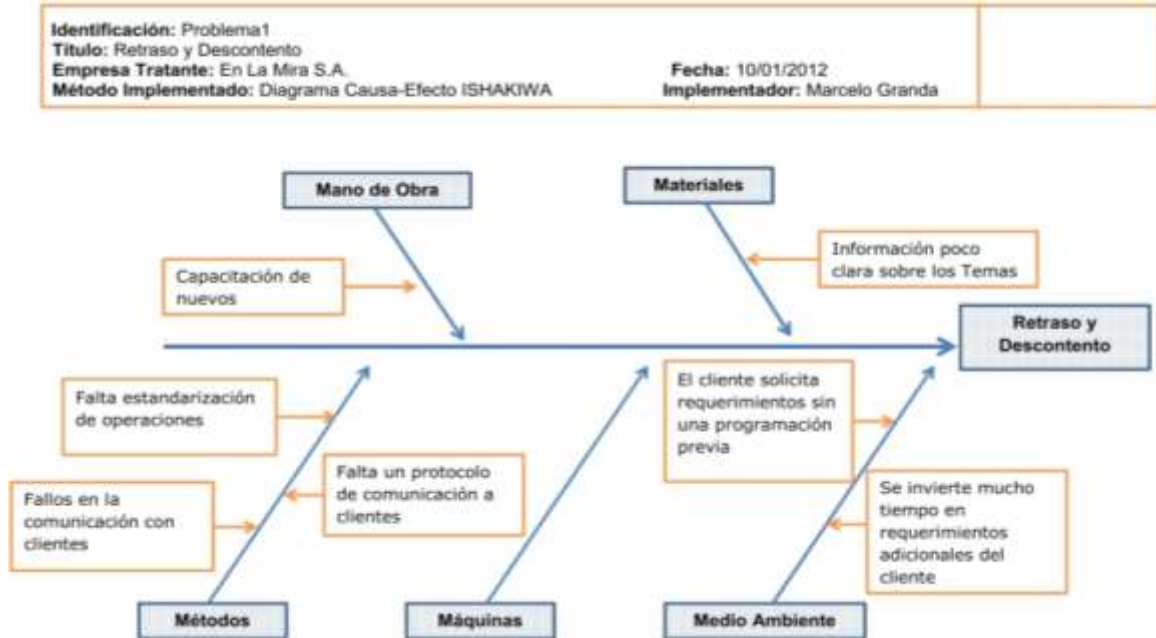 Identificación: Problema1
Titulo: Retraso y Descontento
Empresa Tratante: En La Mira S.A. Fecha: 10/01/2012
Método Implementado: Diagrama Causa-Efecto ISHAKIWA Implementador: Marcelo Granda
Mano de Obra
Materiales
Capacitación de
nuevos
Información poco
clara sobre los Temas
Retraso y
Descontento
Falta estandarización
de operaciones
El cliente solicita
requerimientos sin
una programación
previa
Falta un protocolo
de comunicación a
clientes
Fallos en la
comunicación con
clientes
Se invierte mucho
tiempo en
requerimientos
adicionales del
cliente
Métodos
Máquinas
Medio Ambiente